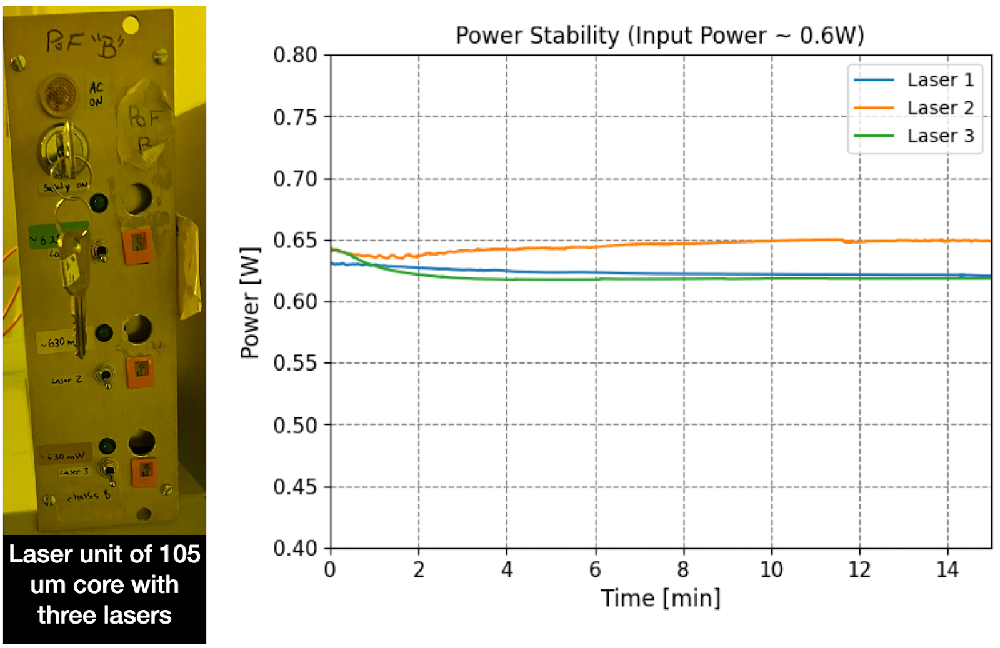 PoF "B"
AC
ON
PoF
B
Safety ON
~630 m
Laser 2
~630 mW
Laser 3
chassis B
Laser unit of 105
um core with
three lasers
Power Stability (Input Power ~ 0.6W)
Laser 1
Laser 2
Laser 3
Power [W]
0.80
0.75
0.70
0.65
0.60
0.55
0.50
0.45
0.40
0 2 4 6 8 10 12 14
Time [min]